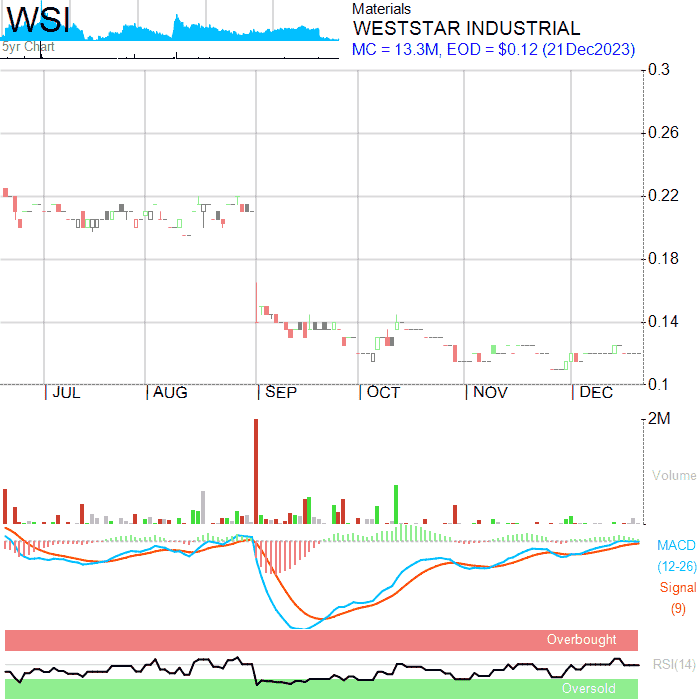 WSI
5yr Chart
Materials
WESTSTAR INDUSTRIAL
MC = 13.3M, EOD = $0.12 (21Dec2023)
0.3
0.26
0.22
0.18
0.14
0.1
JUL AUG SEP OCT NOV DEC
2M
Volume
MACD
(12-26)
Signal
(9)
Overbought
RSI(14)
Oversold